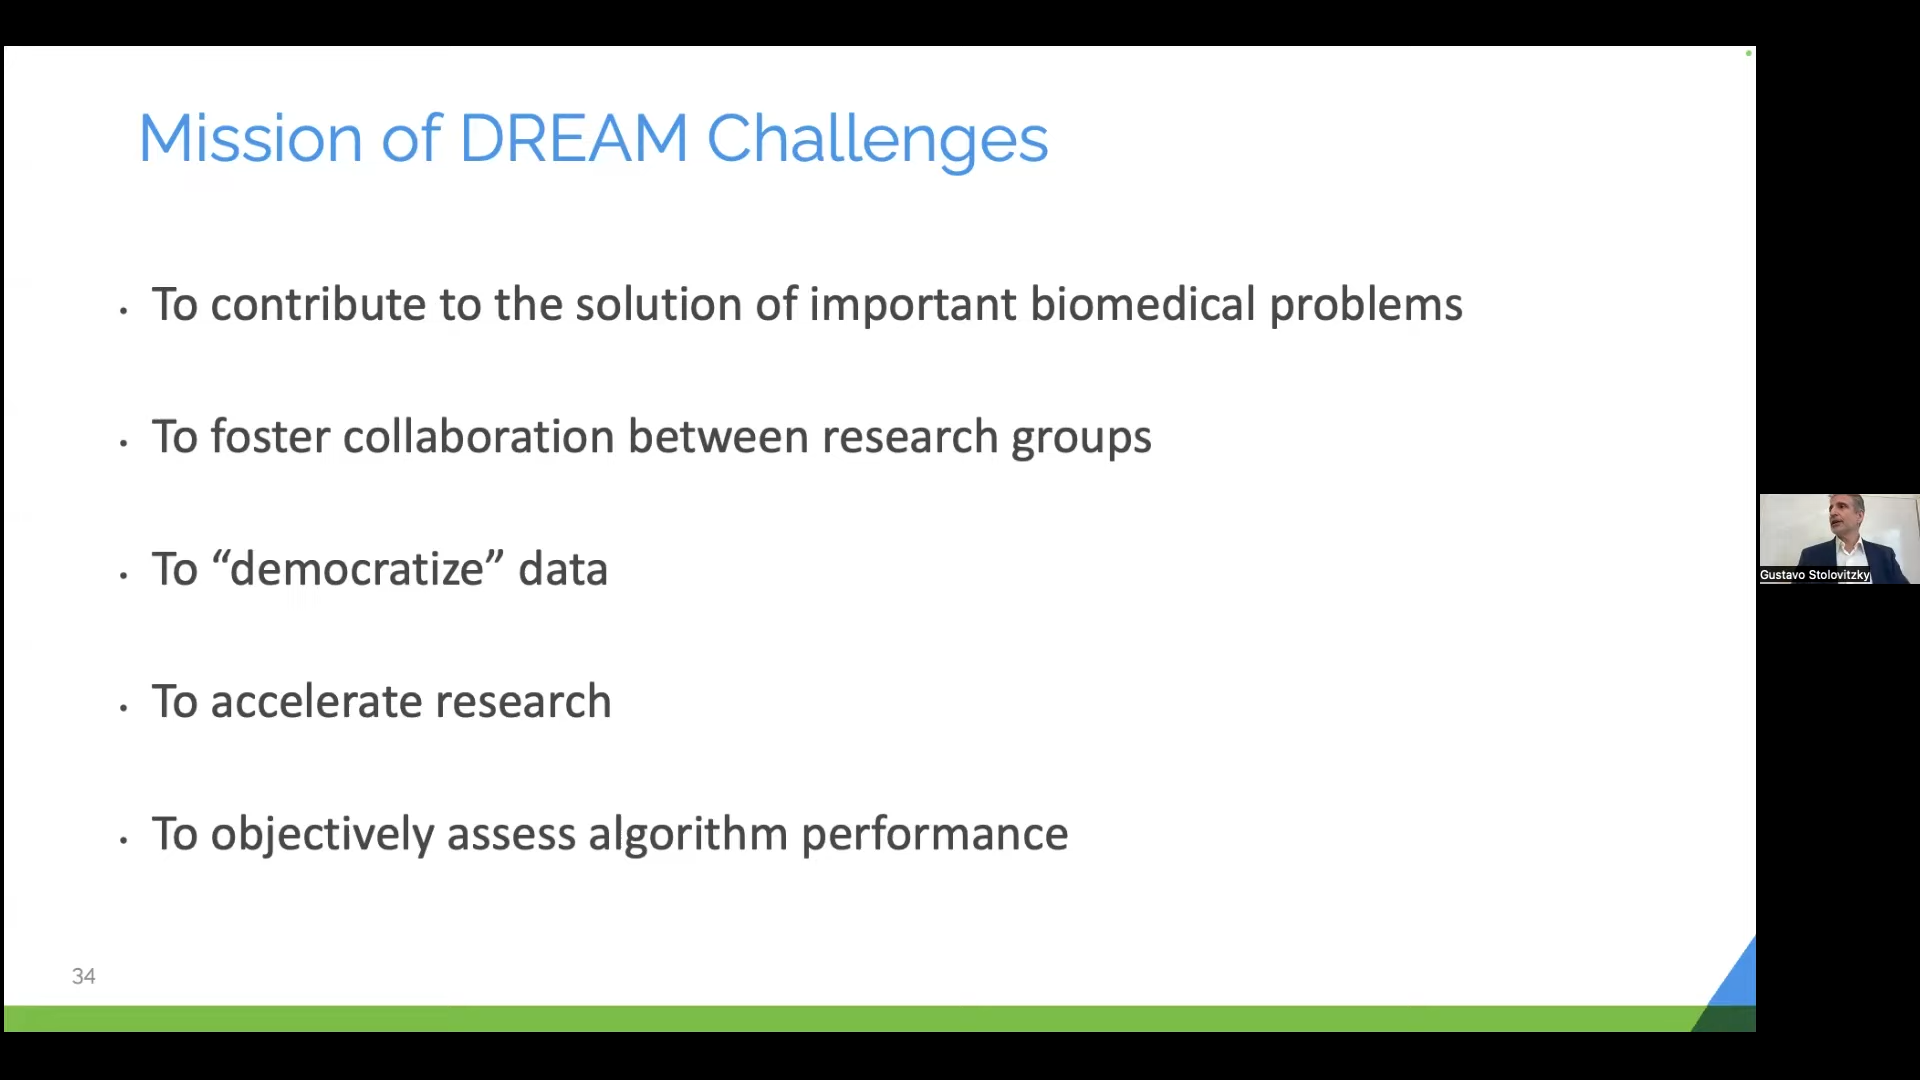 Mission of DREAM Challenges
• To contribute to the solution of important biomedical problems
• To foster collaboration between research groups
• To “democratize” data
• To accelerate research
• To objectively assess algorithm performance
34
Gustavo Stolovitzky